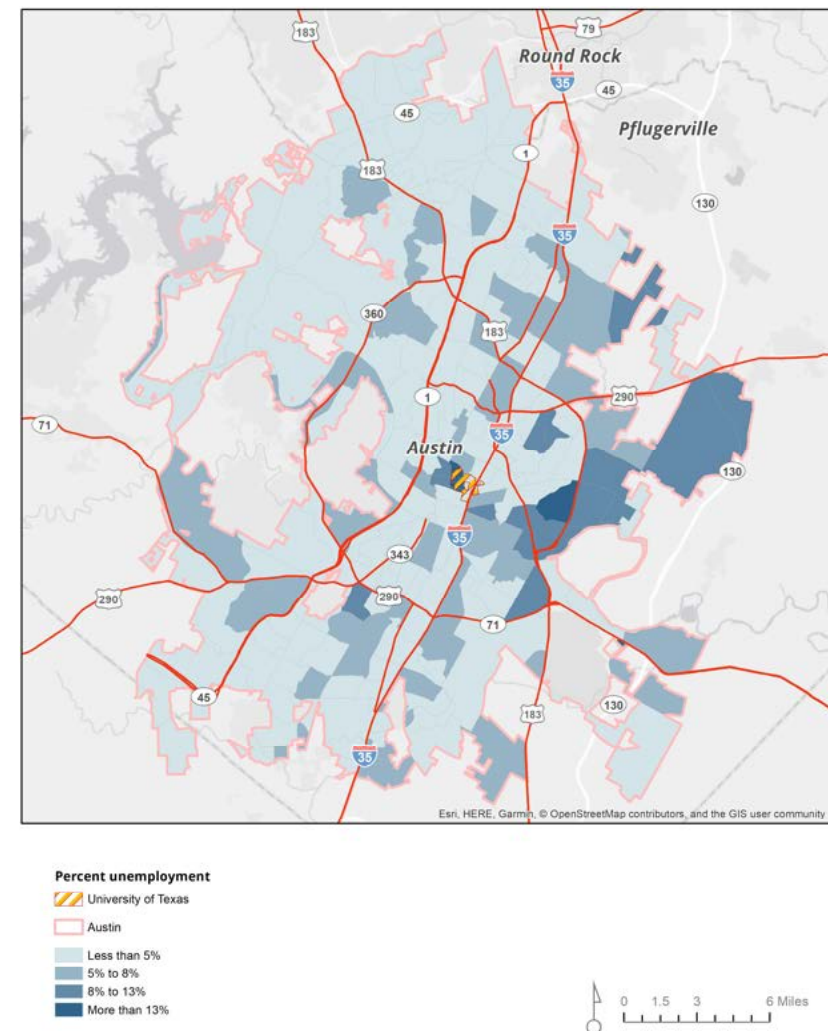 183
79
Round Rock
35
45
45
Pflugerville
1
183
130
35
360
183
1
290
71
35
Austin
130
35
343
290
290
71
45
130
183
35
Esri, HERE, Garmin, © OpenStreetMap contributors, and the GIS user community
Percent unemployment
University of Texas
Austin
Less than 5%
5% to 8%
8% to 13%
More than 13%
0 1.5 3 6 Miles